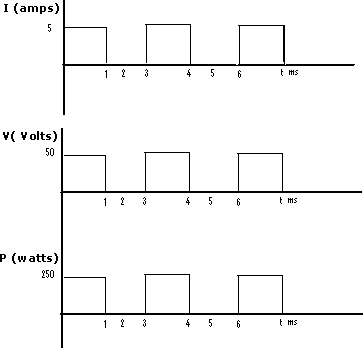 I (amps)
5
1 2 3 4 5 6 t ms
V( Volts)
50
1 2 3 4 5 6 t ms
P (watts)
250
1 2 3 4 5 6 t ms